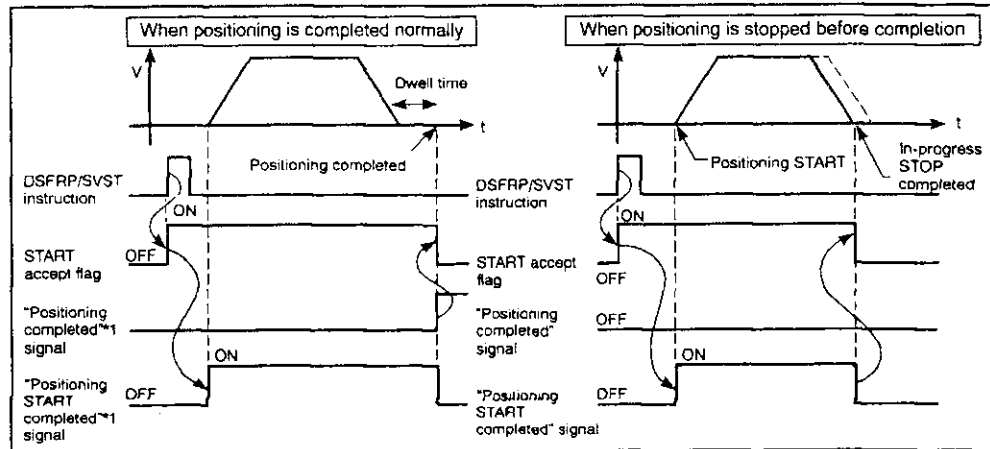 When positioning is completed normally
V
Dwell time
t
Positioning completed
DSFRP/SVST
instruction
ON
START
accept flag
OFF
"Positioning
completed"*1
signal
ON
"Positioning
START
completed"*1
signal
OFF
When positioning is stopped before completion
V
t
Positioning START
In-progress
STOP
completed
DSFRP/SVST
instruction
ON
START accept
flag
OFF
"Positioning
completed"
signal
OFF
ON
"Positioning
START
completed" signal
OFF